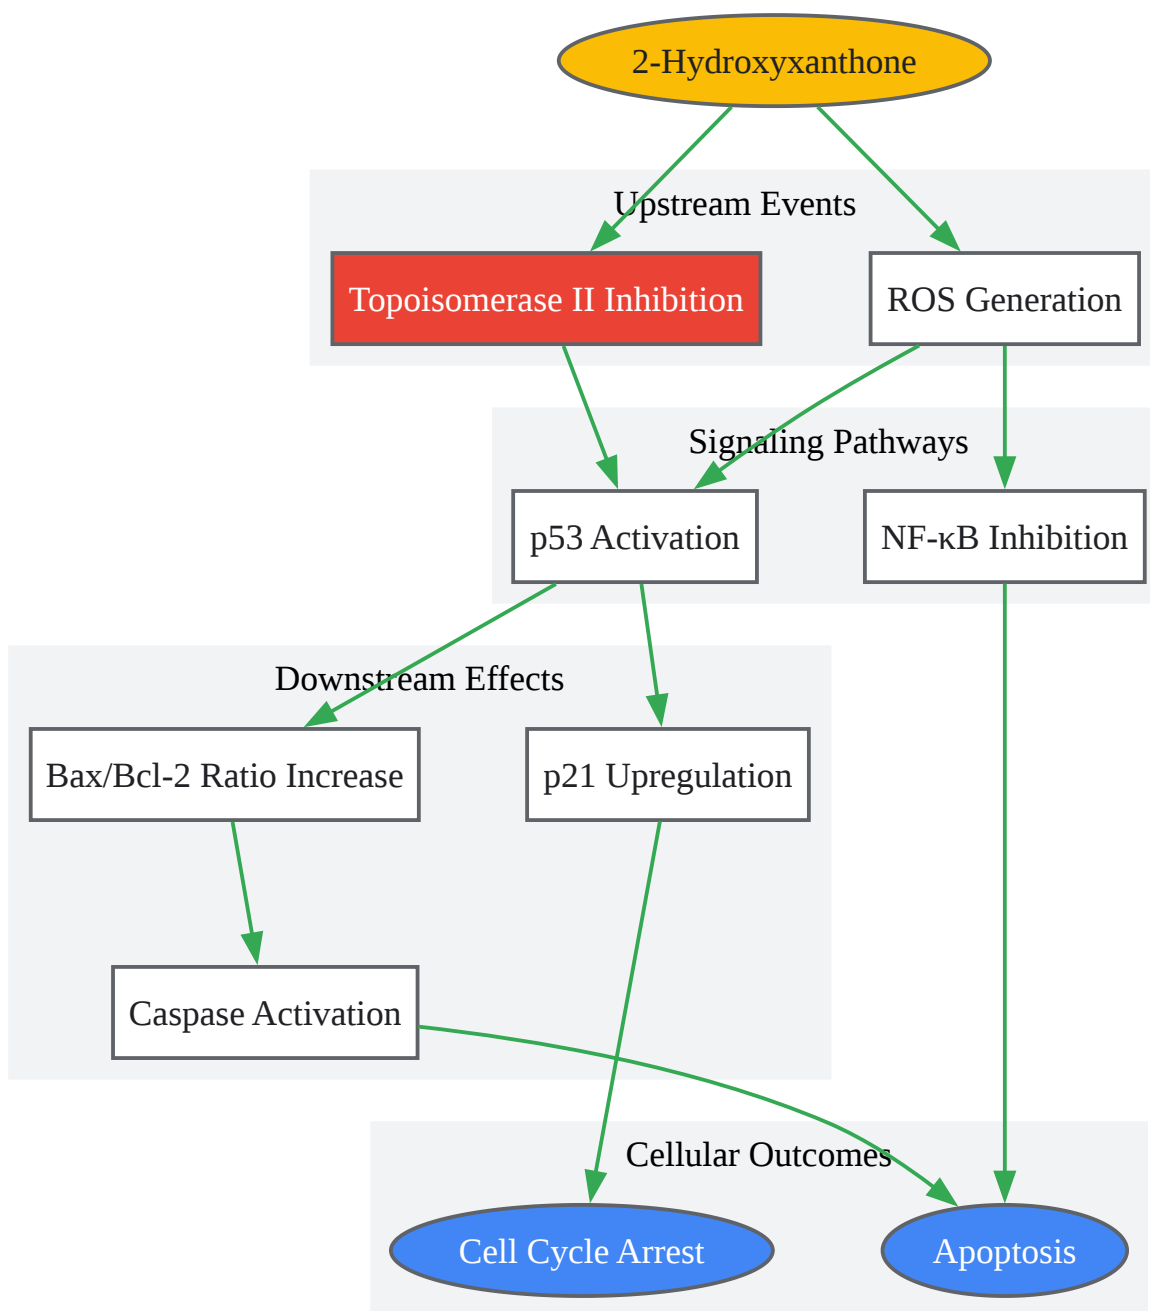 2-Hydroxyxanthone
Upstream Events
Topoisomerase II Inhibition
ROS Generation
Signaling Pathways
p53 Activation
NF-κB Inhibition
Downstream Effects
Bax/Bcl-2 Ratio Increase
p21 Upregulation
Caspase Activation
Cellular Outcomes
Cell Cycle Arrest
Apoptosis